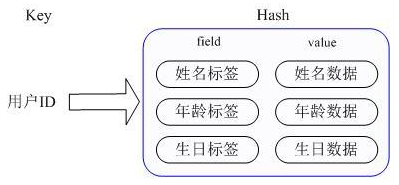 Key Hash
field value
姓名标签 姓名数据
用户ID 年龄标签 年龄数据
生日标签 生日数据